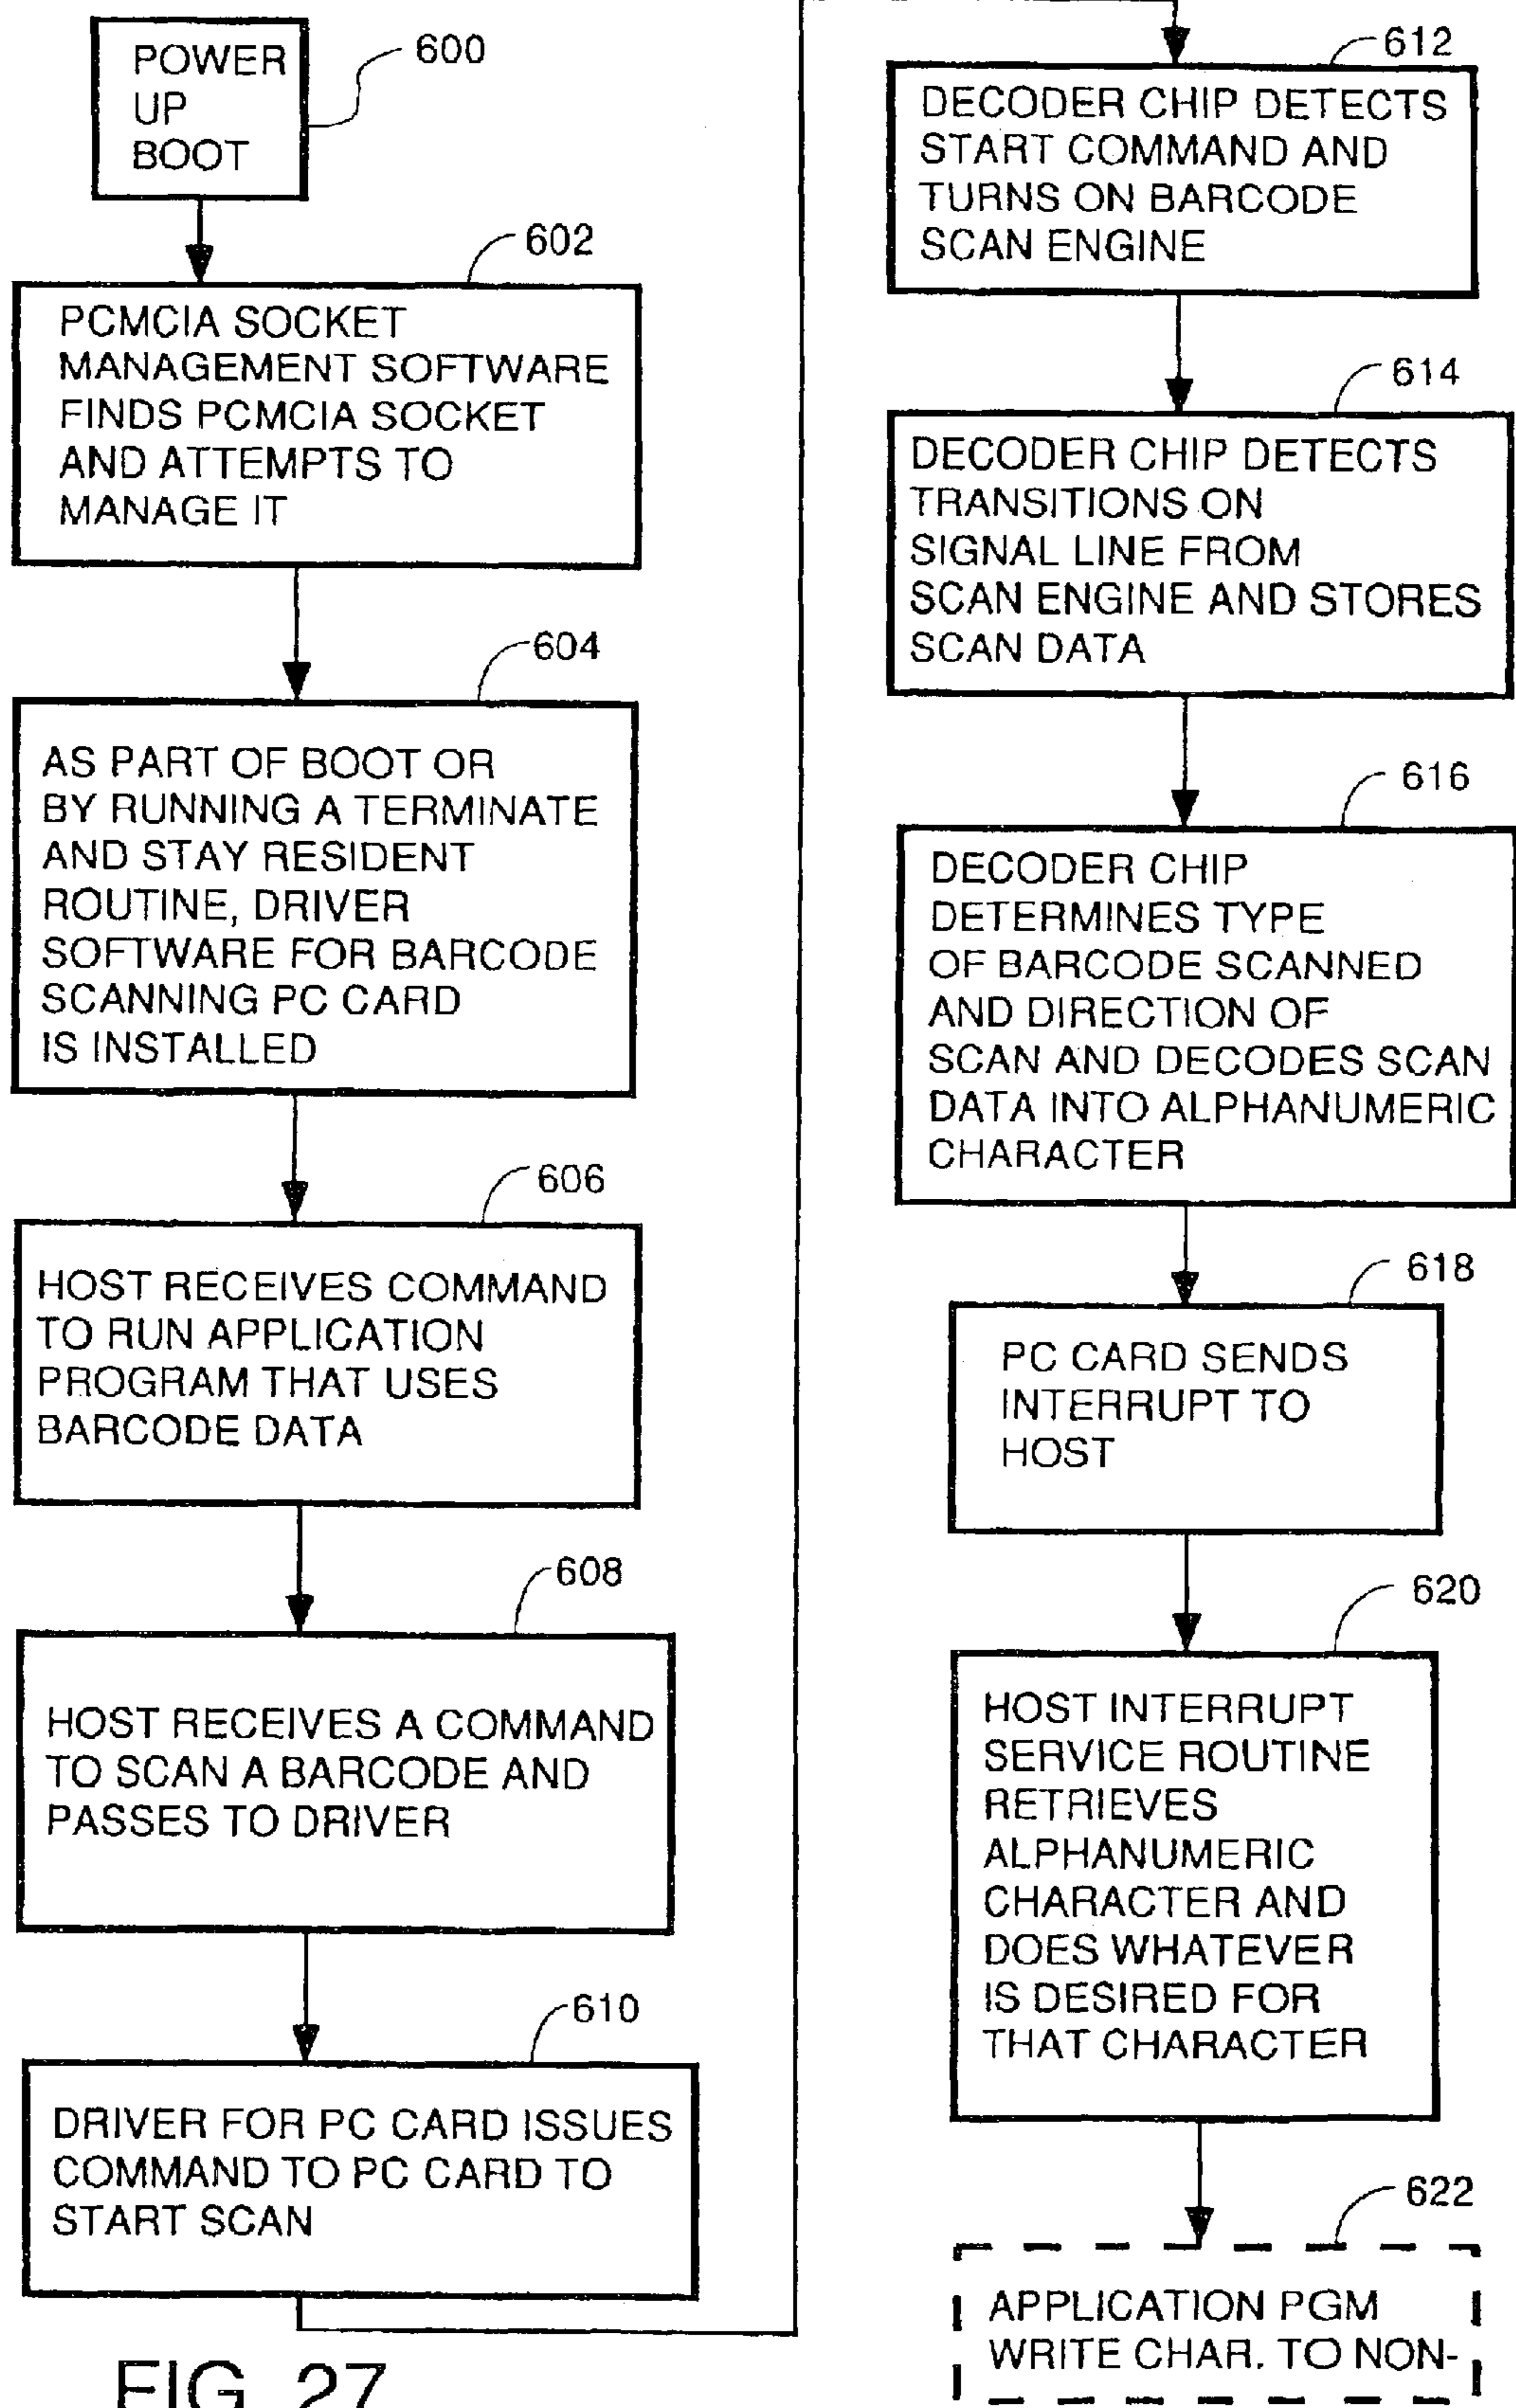 POWER
UP
BOOT
600
602
PCMCIA SOCKET
MANAGEMENT SOFTWARE
FINDS PCMCIA SOCKET
AND ATTEMPTS TO
MANAGE IT
604
AS PART OF BOOT OR
BY RUNNING A TERMINATE
AND STAY RESIDENT
ROUTINE, DRIVER
SOFTWARE FOR BARCODE
SCANNING PC CARD
IS INSTALLED
606
HOST RECEIVES COMMAND
TO RUN APPLICATION
PROGRAM THAT USES
BARCODE DATA
608
HOST RECEIVES A COMMAND
TO SCAN A BARCODE AND
PASSES TO DRIVER
610
DRIVER FOR PC CARD ISSUES
COMMAND TO PC CARD TO
START SCAN
612
DECODER CHIP DETECTS
START COMMAND AND
TURNS ON BARCODE
SCAN ENGINE
614
DECODER CHIP DETECTS
TRANSITIONS ON
SIGNAL LINE FROM
SCAN ENGINE AND STORES
SCAN DATA
616
DECODER CHIP
DETERMINES TYPE
OF BARCODE SCANNED
AND DIRECTION OF
SCAN AND DECODES SCAN
DATA INTO ALPHANUMERIC
CHARACTER
618
PC CARD SENDS
INTERRUPT TO
HOST
620
HOST INTERRUPT
SERVICE ROUTINE
RETRIEVES
ALPHANUMERIC
CHARACTER AND
DOES WHATEVER
IS DESIRED FOR
THAT CHARACTER
622
APPLICATION PGM
WRITE CHAR. TO NON-
FIG. 27